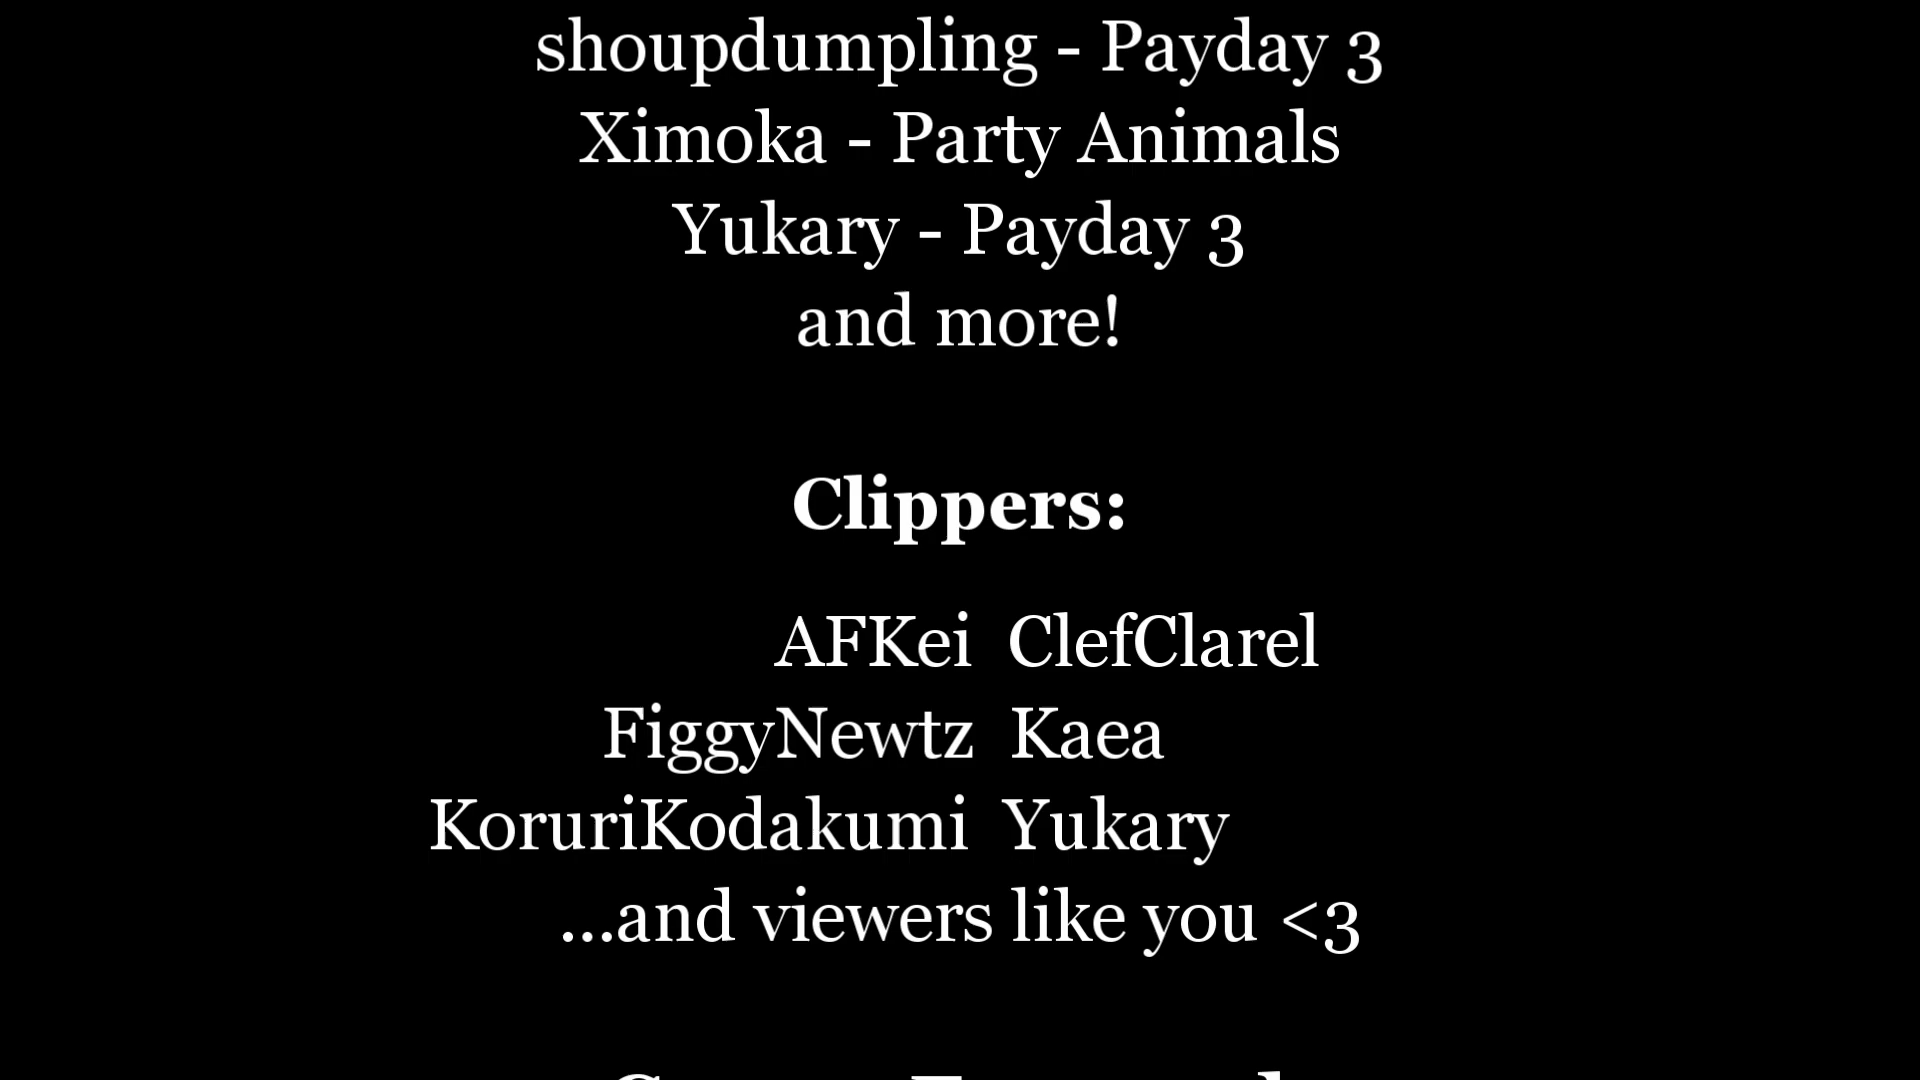 shoupdumpling - Payday 3
Ximoka - Party Animals
Yukary - Payday 3
and more!
Clippers:
AFKei ClefClarel
FiggyNewtz Kaea
KoruriKodakumi Yukary
...and viewers like you <3